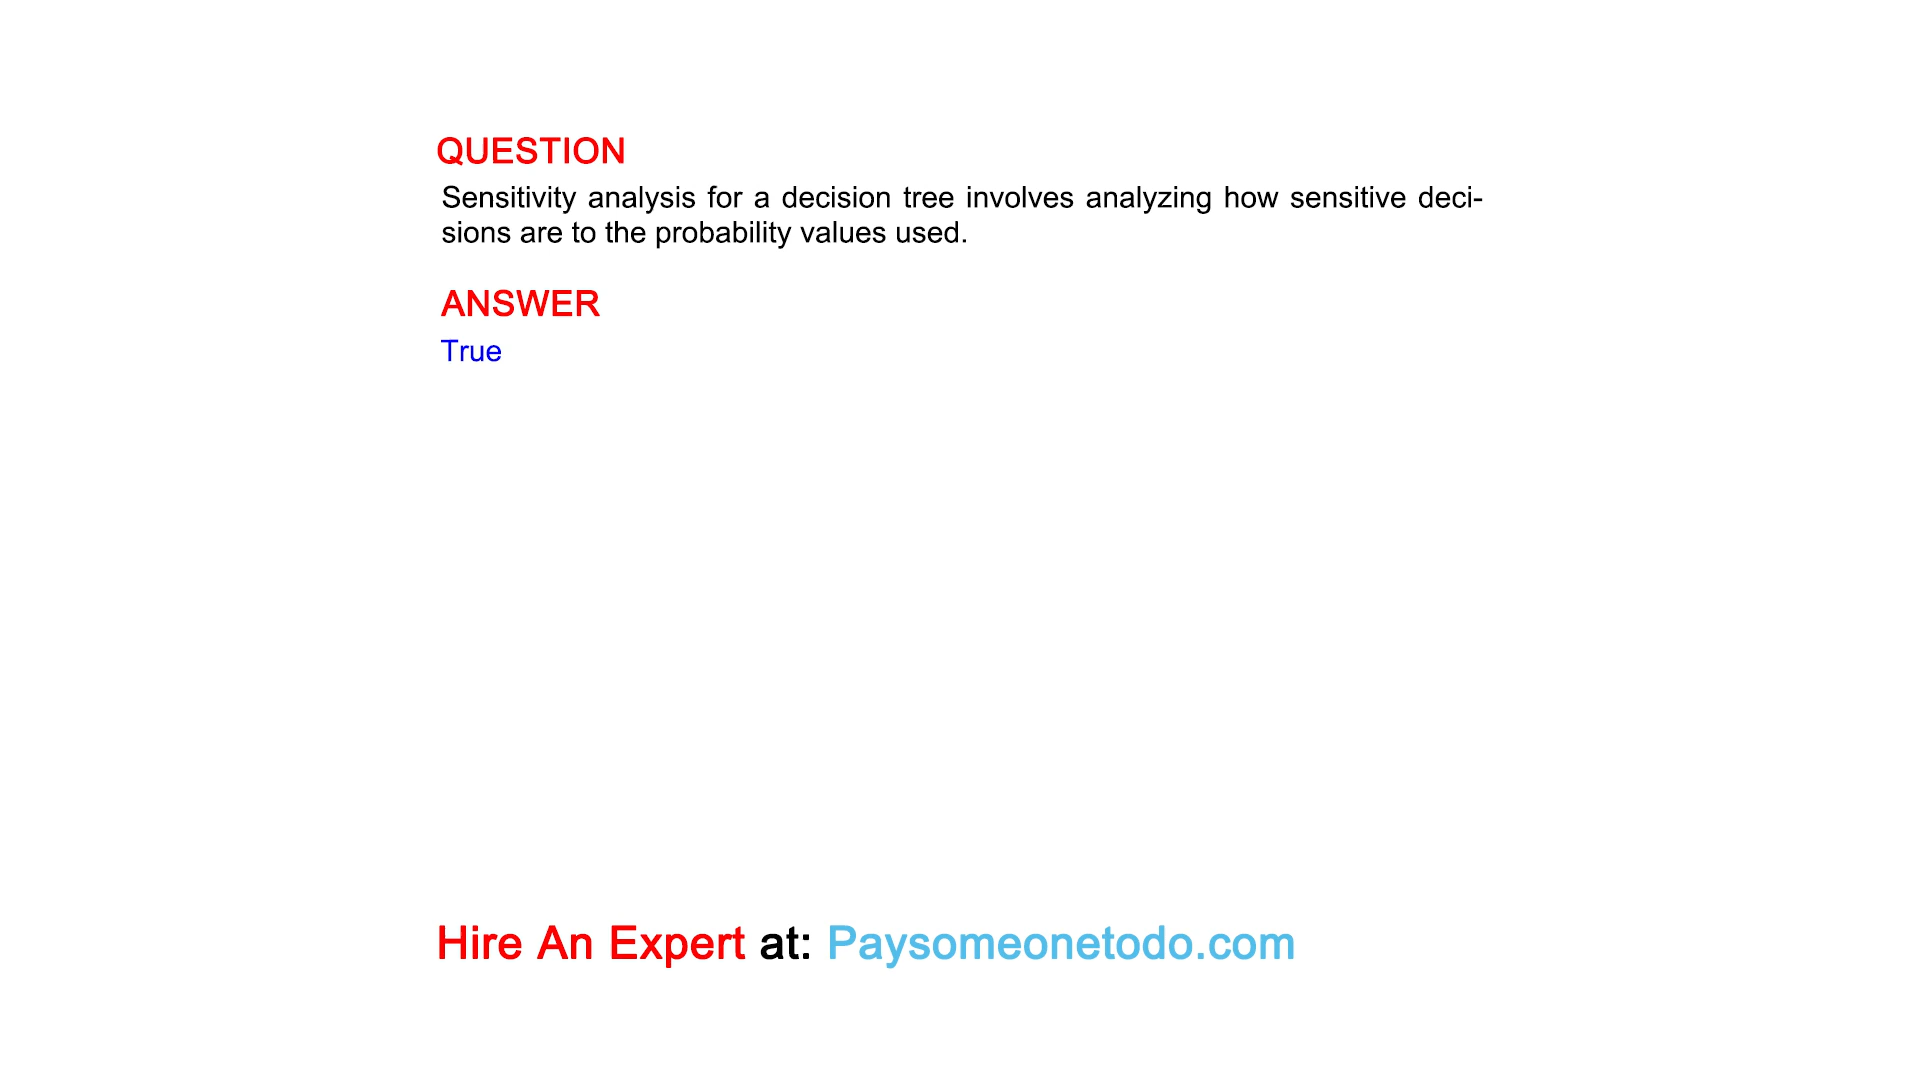 QUESTION
Sensitivity analysis for a decision tree involves analyzing how sensitive deci-
sions are to the probability values used.
ANSWER
True
Hire An Expert at: Paysomeonetodo.com